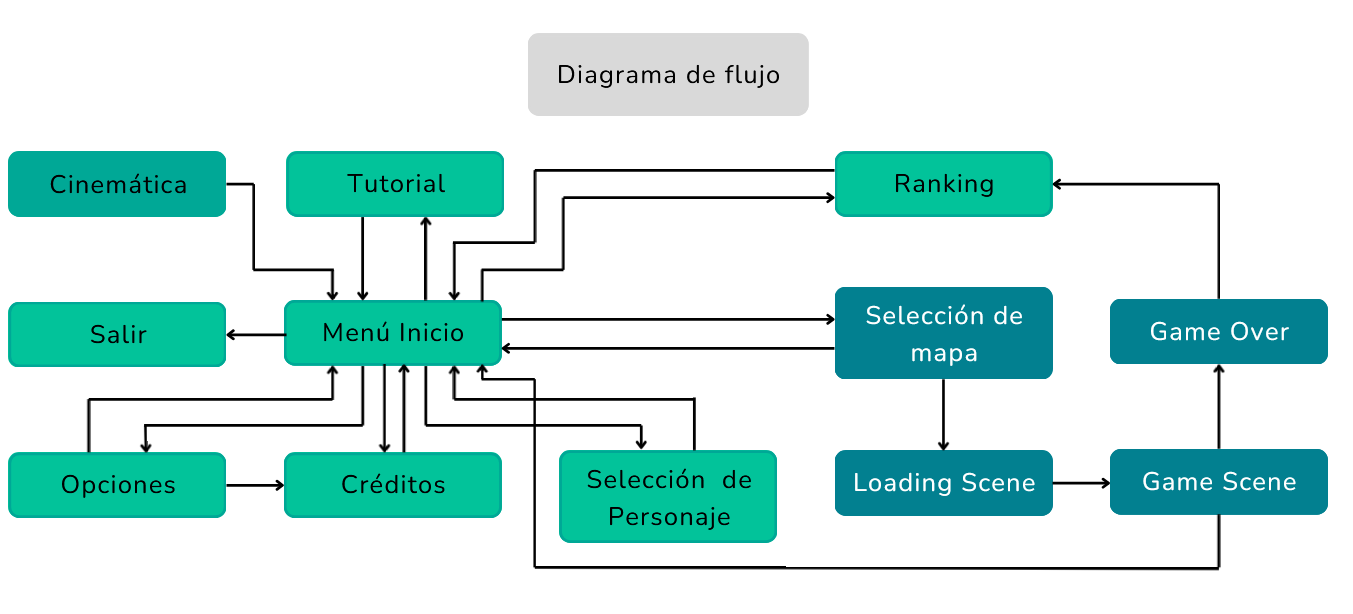 Diagrama de flujo
Cinemática
Tutorial
Ranking
Salir
Menú Inicio
Selección de
mapa
Game Over
Opciones
Créditos
Selección de
Personaje
Loading Scene
Game Scene